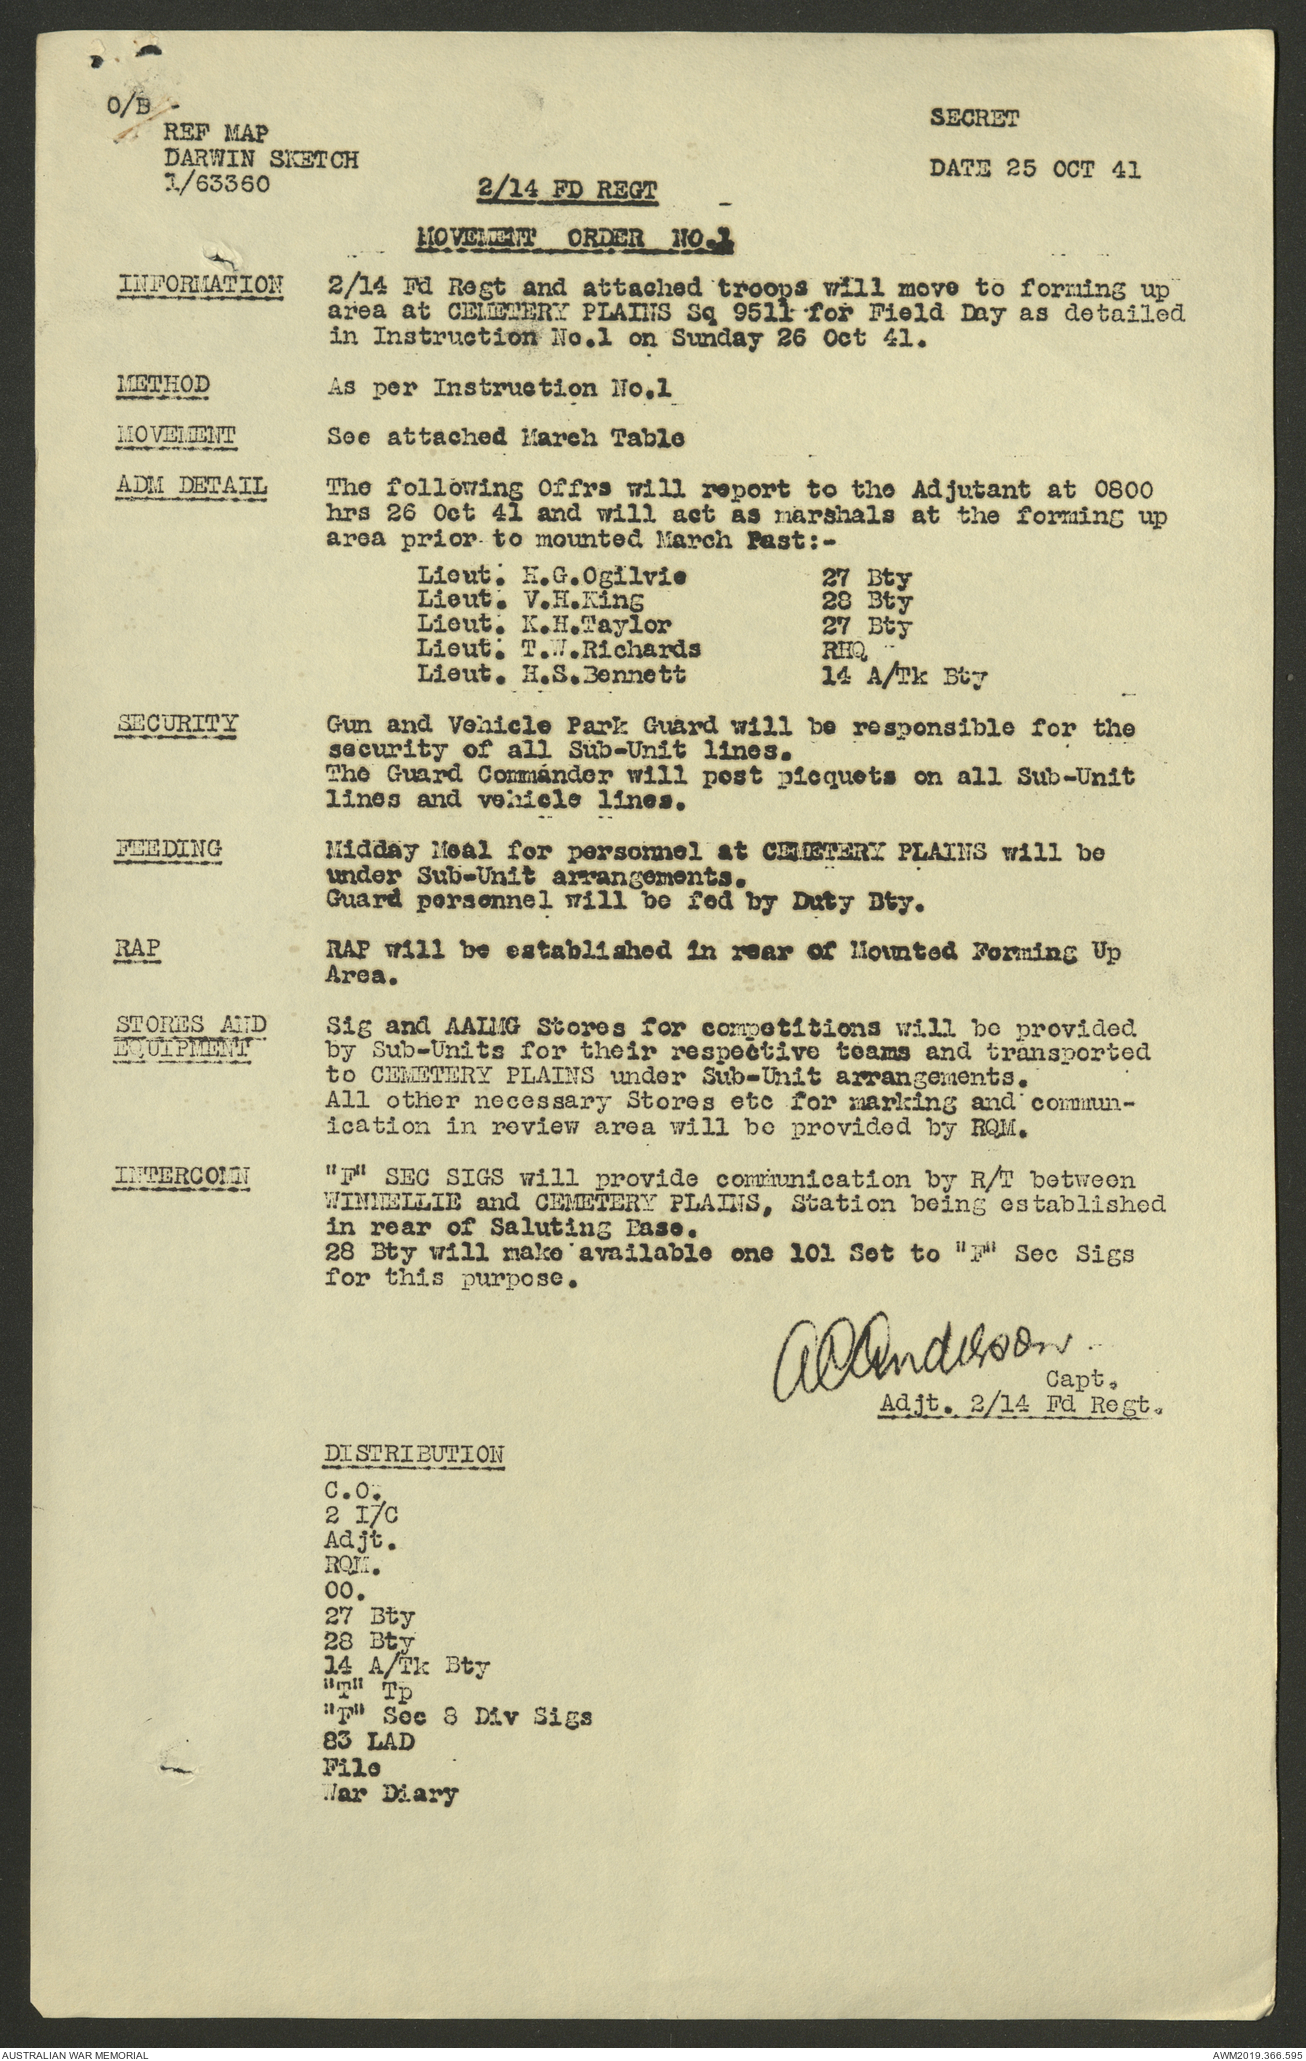 O/B -
REF MAP
DARWIN SKETCH
1/63360
SECRET
DATE 25 OCT 41
2/14 FD REGT
MOVEMENT ORDER NO.1
INFORMATION 2/14 Fd Regt and attached troops will move to forming up
area at CEMETERY PLAINS Sq 9511 for Field Day as detailed
in Instruction No.1 on Sunday 26 Oct 41.
METHOD As per Instruction No.1
MOVEMENT See attached March Table
ADM DETAIL The following Offrs will report to the Adjutant at 0800
hrs 26 Oct 41 and will act as marshals at the forming up
area prior to mounted March Past:-
Lieut. K.G.Ogilvie 27 Bty
Lieut. V.H.King 28 Bty
Lieut. K.H.Taylor 27 Bty
Lieut. T.W.Richards RHQ
Lieut. H.S.Bennett 14 A/Tk Bty
SECURITY Gun and Vehicle Park Guard will be responsible for the
security of all Sub-Unit lines.
The Guard Commander will post picquets on all Sub-Unit
lines and vehicle lines.
FEEDING Midday Meal for personnel at CEMETERY PLAINS will be
under Sub-Unit arrangements.
Guard personnel will be fed by Duty Bty.
RAP RAP will be established in rear of Mounted Forming Up
Area.
STORES AND Sig and AALMG Stores for competitions will be provided
EQUIPMENT by Sub-Units for their respective teams and transported
to CEMETERY PLAINS under Sub-Unit arrangements.
All other necessary Stores etc for marking and commun-
ication in review area will be provided by RQM.
INTERCOMN "F" SEC SIGS will provide communication by R/T between
WINNELLIE and CEMETERY PLAINS, Station being established
in rear of Saluting Base.
28 Bty will make available one 101 Set to "F" Sec Sigs
for this purpose.
Anderson
Capt.
Adjt. 2/14 Fd Regt.
DISTRIBUTION
C.O.
2 I/C
Adjt.
RQM.
OO.
27 Bty
28 Bty
14 A/Tk Bty
"T" Tp
"F" Sec 8 Div Sigs
83 LAD
File
War Diary
AUSTRALIAN WAR MEMORIAL
AWM2019.366.595